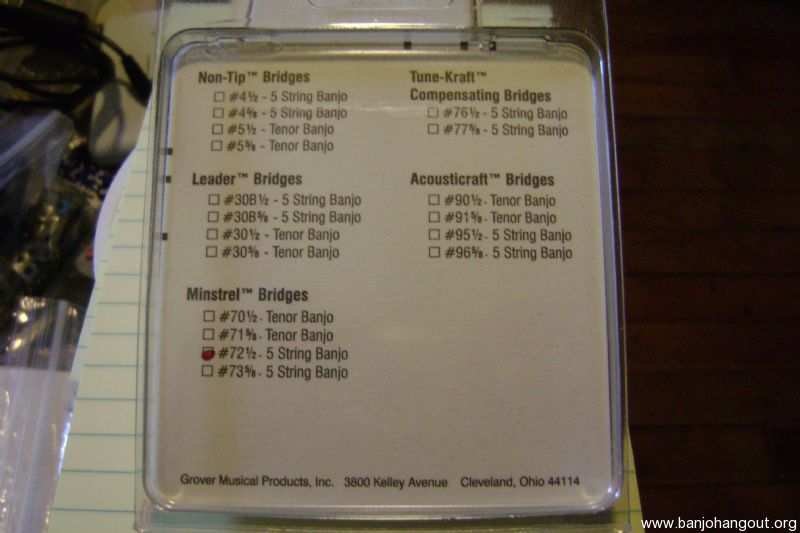 Non-Tip™ Bridges
#4½ - 5 String Banjo
#4⅝ - 5 String Banjo
#5½ - Tenor Banjo
#5⅝ - Tenor Banjo
Leader™ Bridges
#30B½ - 5 String Banjo
#30B⅝ - 5 String Banjo
#30½ - Tenor Banjo
#30⅝ - Tenor Banjo
Minstrel™ Bridges
#70½ - Tenor Banjo
#71⅝ - Tenor Banjo
#72½ - 5 String Banjo
#73⅝ - 5 String Banjo
Tune-Kraft™
Compensating Bridges
#76½ - 5 String Banjo
#77⅝ - 5 String Banjo
Acousticraft™ Bridges
#90½ - Tenor Banjo
#91⅝ - Tenor Banjo
#95½ - 5 String Banjo
#96⅝ - 5 String Banjo
Grover Musical Products, Inc. 3800 Kelley Avenue Cleveland, Ohio 44114
www.banjohangout.org